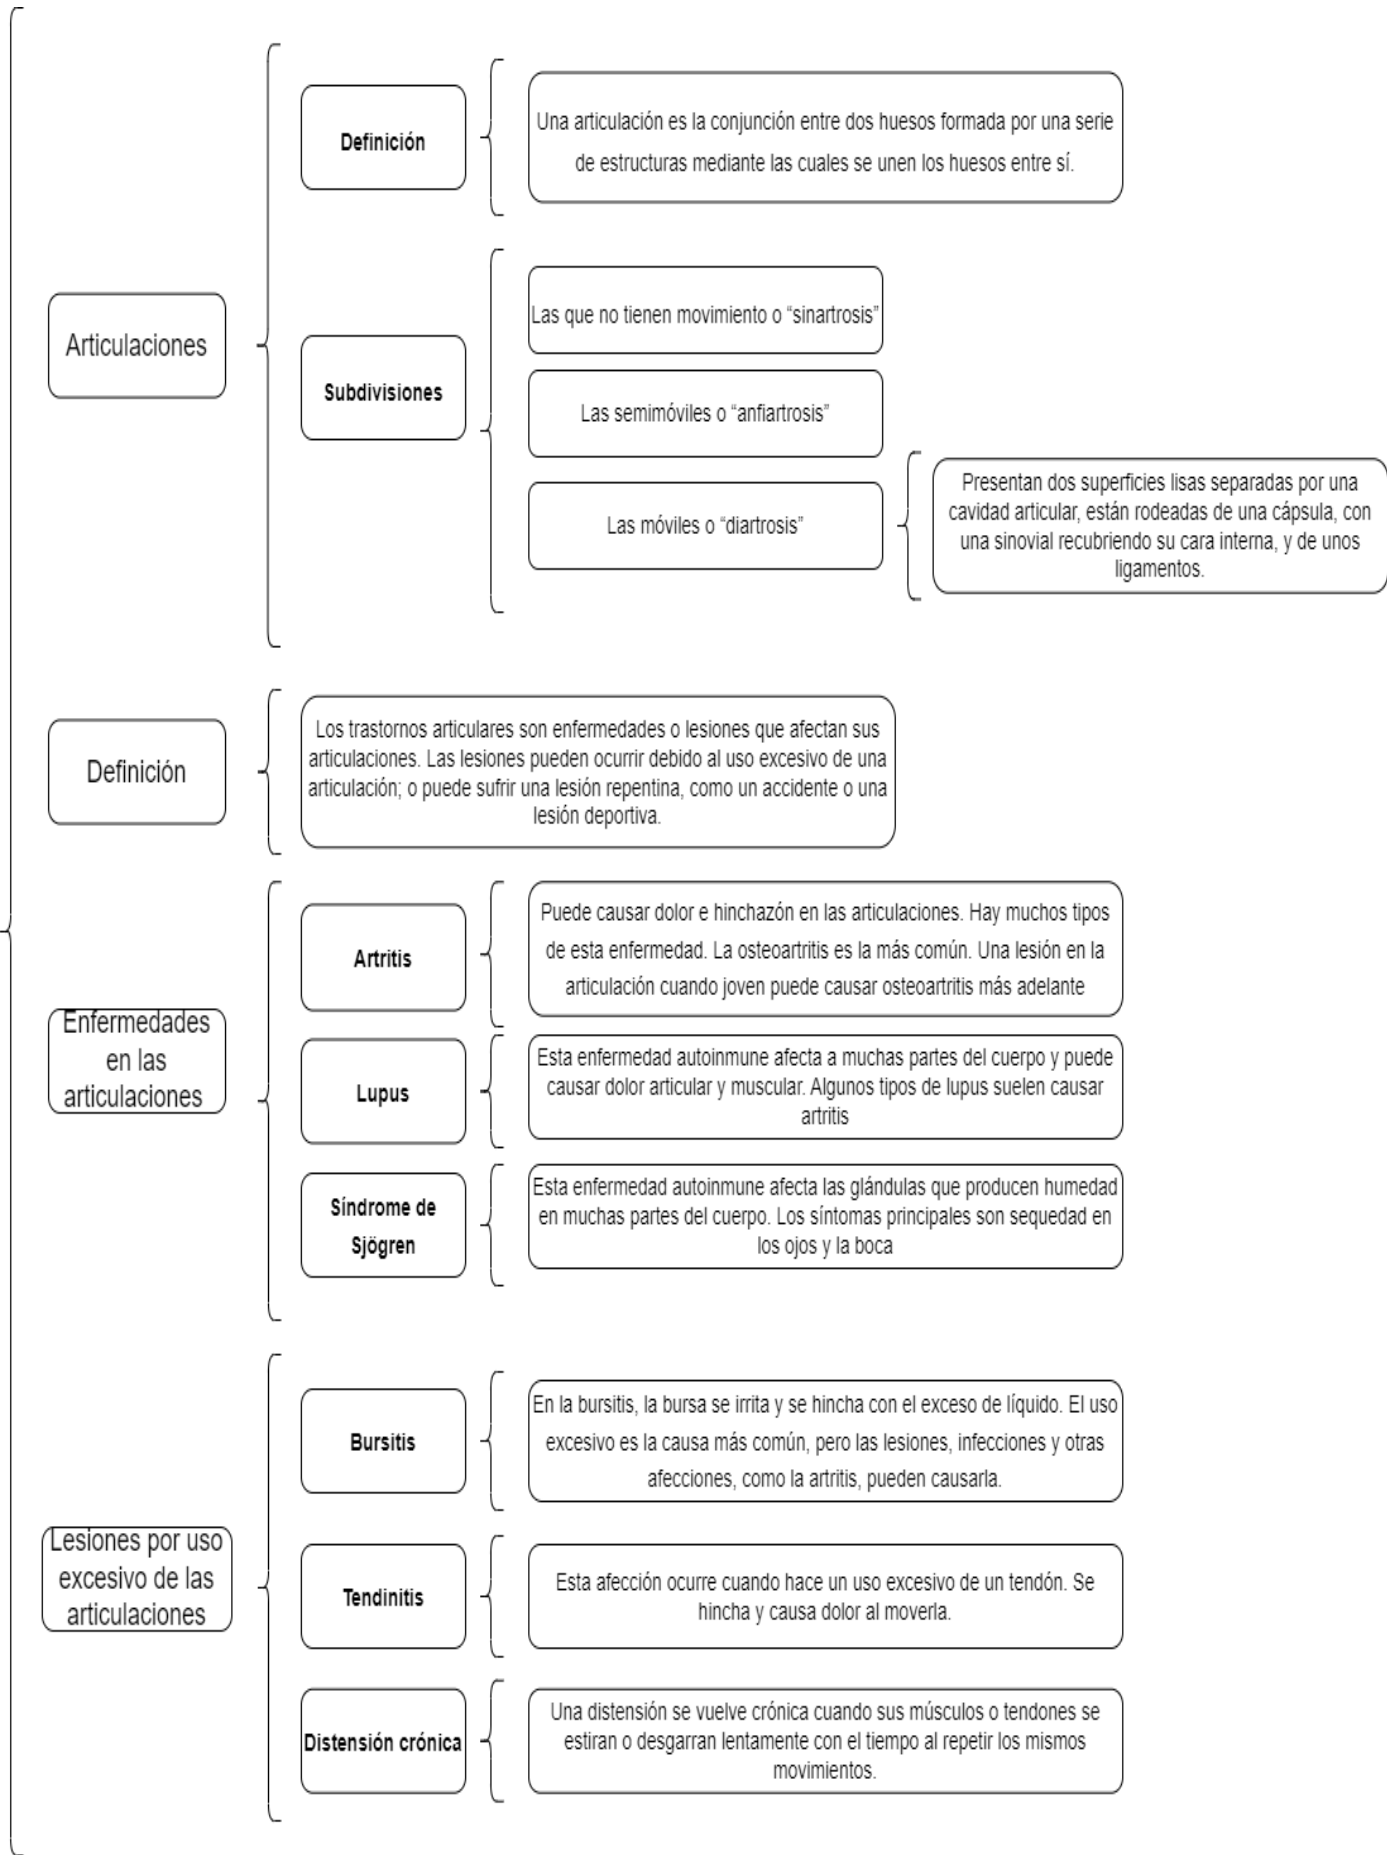 Articulaciones
Definición
Una articulación es la conjunción entre dos huesos formada por una serie
de estructuras mediante las cuales se unen los huesos entre sí.
Subdivisiones
Las que no tienen movimiento o “sinartrosis”
Las semimóviles o “anfiartrosis”
Las móviles o “diartrosis”
Presentan dos superficies lisas separadas por una
cavidad articular, están rodeadas de una cápsula, con
una sinovial recubriendo su cara interna, y de unos
ligamentos.
Definición
Los trastornos articulares son enfermedades o lesiones que afectan sus
articulaciones. Las lesiones pueden ocurrir debido al uso excesivo de una
articulación; o puede sufrir una lesión repentina, como un accidente o una
lesión deportiva.
Enfermedades
en las
articulaciones
Artritis
Puede causar dolor e hinchazón en las articulaciones. Hay muchos tipos
de esta enfermedad. La osteoartritis es la más común. Una lesión en la
articulación cuando joven puede causar osteoartritis más adelante
Lupus
Esta enfermedad autoinmune afecta a muchas partes del cuerpo y puede
causar dolor articular y muscular. Algunos tipos de lupus suelen causar
artritis
Síndrome de
Sjögren
Esta enfermedad autoinmune afecta las glándulas que producen humedad
en muchas partes del cuerpo. Los síntomas principales son sequedad en
los ojos y la boca
Lesiones por uso
excesivo de las
articulaciones
Bursitis
En la bursitis, la bursa se irrita y se hincha con el exceso de líquido. El uso
excesivo es la causa más común, pero las lesiones, infecciones y otras
afecciones, como la artritis, pueden causarla.
Tendinitis
Esta afección ocurre cuando hace un uso excesivo de un tendón. Se
hincha y causa dolor al moverla.
Distensión crónica
Una distensión se vuelve crónica cuando sus músculos o tendones se
estiran o desgarran lentamente con el tiempo al repetir los mismos
movimientos.